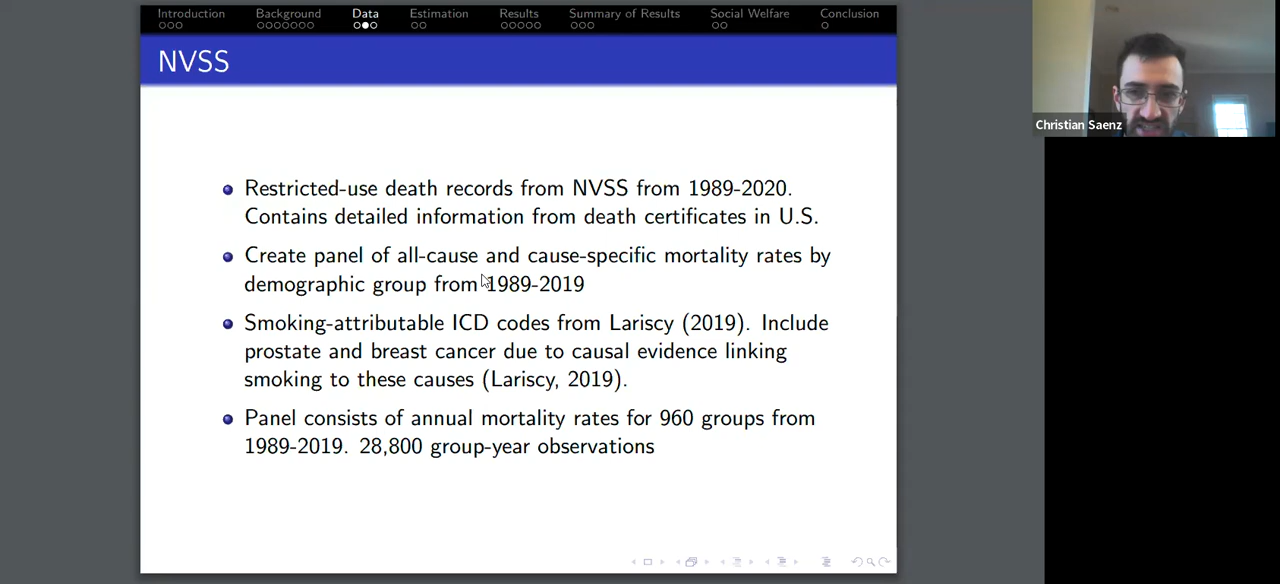 Introduction Background Data Estimation Results Summary of Results Social Welfare Conclusion
NVSS
Restricted-use death records from NVSS from 1989-2020.
Contains detailed information from death certificates in U.S.
Create panel of all-cause and cause-specific mortality rates by
demographic group from 1989-2019
Smoking-attributable ICD codes from Lariscy (2019). Include
prostate and breast cancer due to causal evidence linking
smoking to these causes (Lariscy, 2019).
Panel consists of annual mortality rates for 960 groups from
1989-2019. 28,800 group-year observations
Christian Saenz